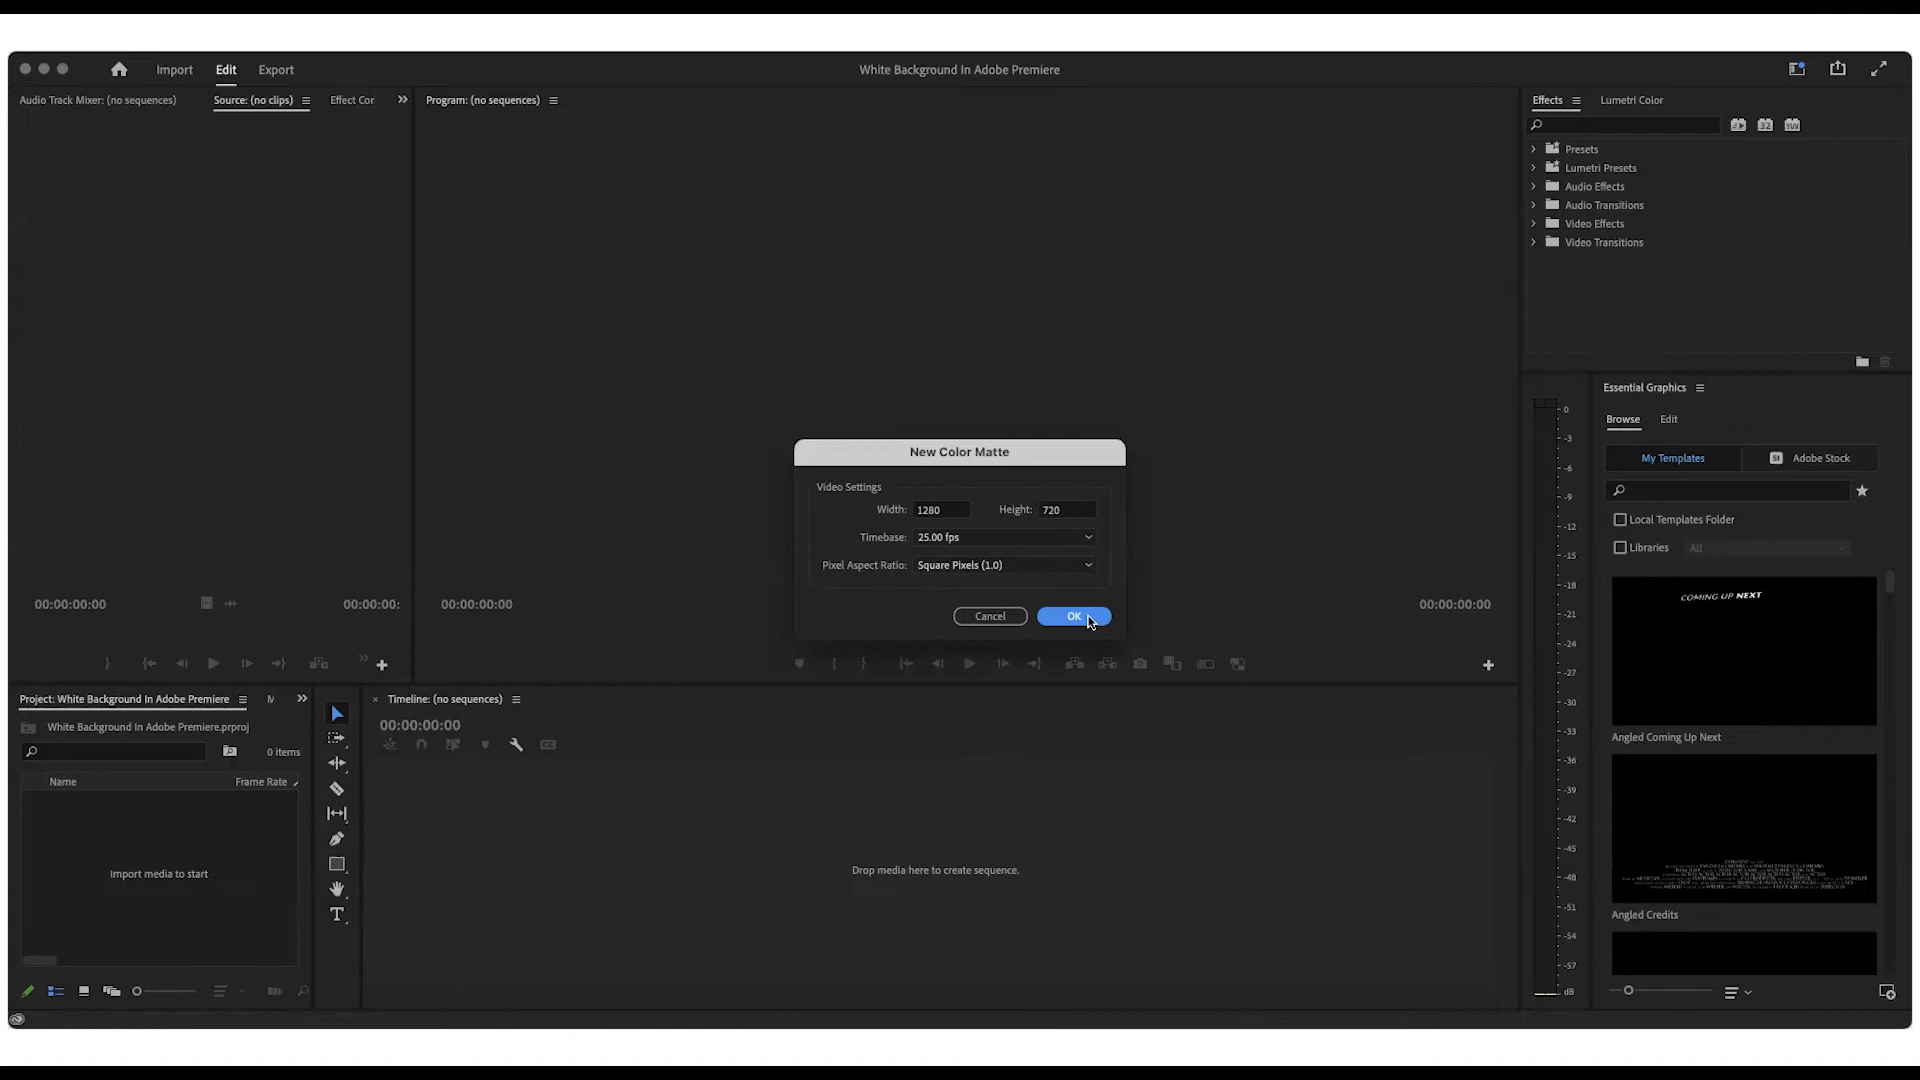 Import Edit Export
White Background In Adobe Premiere
Audio Track Mixer: (no sequences) Source: (no clips) Effect Cor
Program: (no sequences)
Effects Lumetri Color
32 YUV
Presets
Lumetri Presets
Audio Effects
Audio Transitions
Video Effects
Video Transitions
New Color Matte
Video Settings
Width: 1280 Height: 720
Timebase: 25.00 fps
Pixel Aspect Ratio: Square Pixels (1.0)
Cancel OK
00:00:00:00 00:00:00:
00:00:00:00 00:00:00:00
Essential Graphics
Browse Edit
My Templates St Adobe Stock
Local Templates Folder
Libraries All
COMING UP NEXT
Angled Coming Up Next
Angled Credits
0
-3
-6
-9
-12
-15
-18
-21
-24
-27
-30
-33
-36
-39
-42
-45
-48
-51
-54
-57
dB
Project: White Background In Adobe Premiere M
White Background In Adobe Premiere.prproj
0 items
Name Frame Rate
Import media to start
Timeline: (no sequences)
00:00:00:00
CC
Drop media here to create sequence.